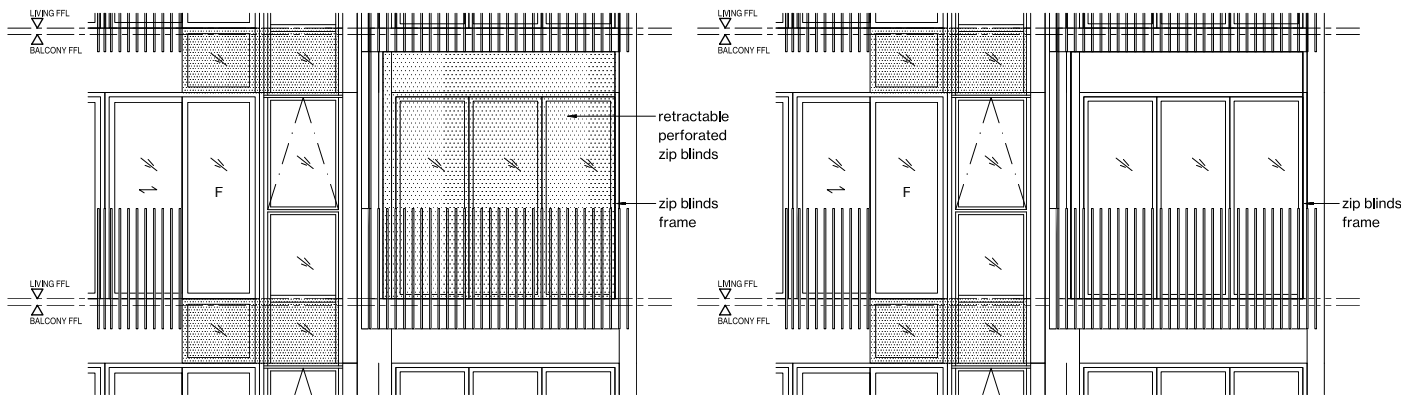 LIVING FFL
BALCONY FFL
retractable
perforated
zip blinds
F
zip blinds
frame
LIVING FFL
BALCONY FFL
LIVING FFL
BALCONY FFL
F
zip blinds
frame
LIVING FFL
BALCONY FFL